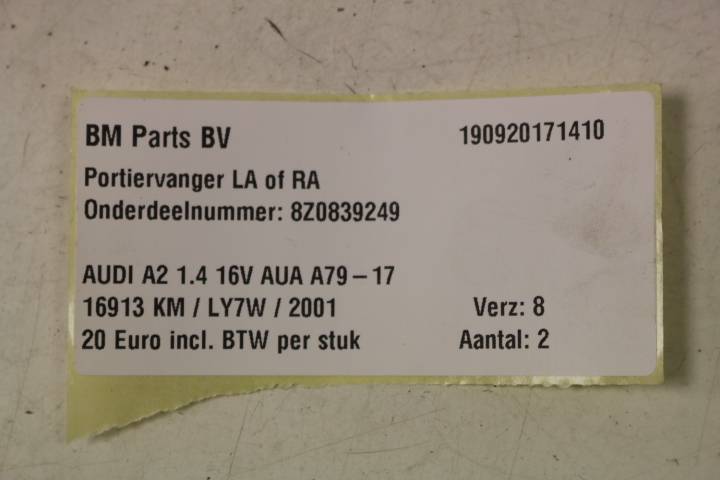 BM Parts BV 190920171410
Portiervanger LA of RA
Onderdeelnummer: 8Z0839249
AUDI A2 1.4 16V AUA A79-17
16913 KM / LY7W / 2001 Verz: 8
20 Euro incl. BTW per stuk Aantal: 2